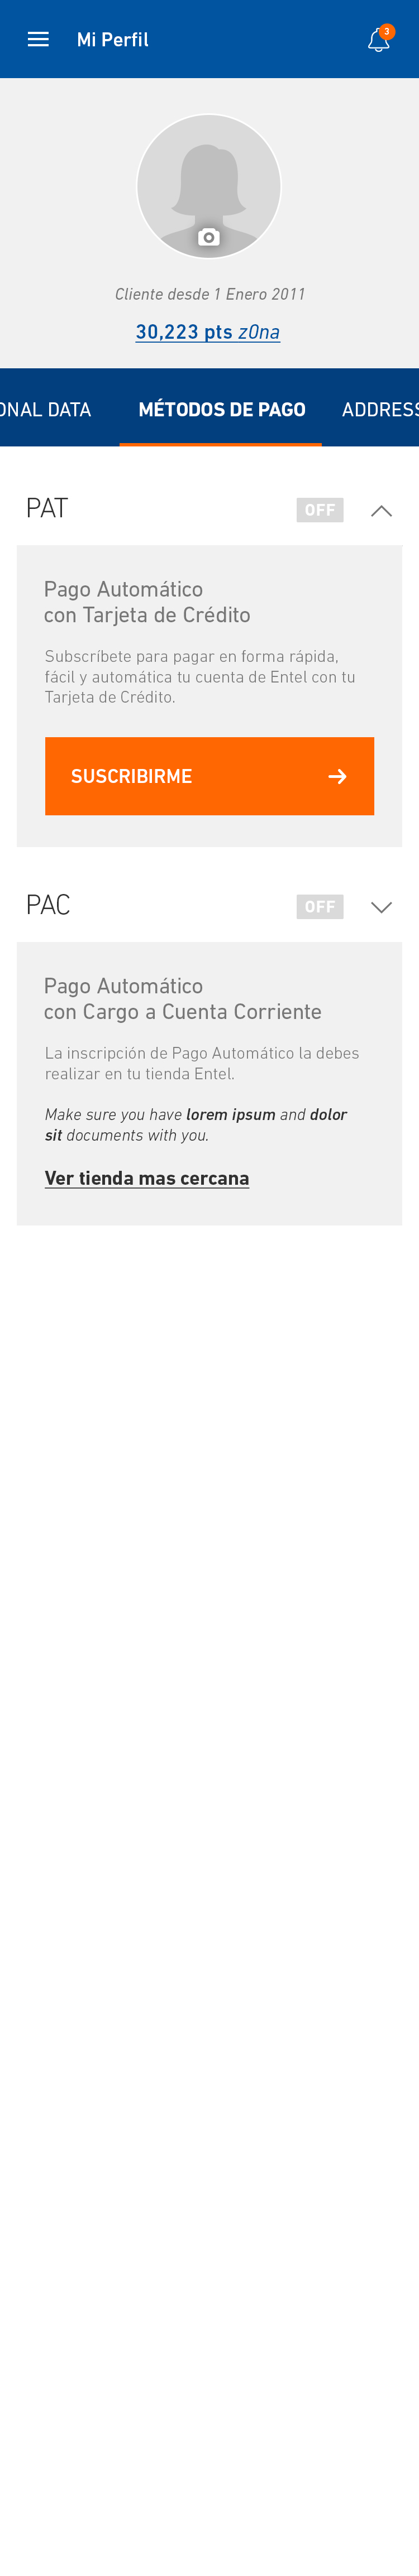 Mi Perfil
3
Cliente desde 1 Enero 2011
30,223 pts z0na
ONAL DATA MÉTODOS DE PAGO ADDRESS
PAT OFF
Pago Automático
con Tarjeta de Crédito
Subscríbete para pagar en forma rápida,
fácil y automática tu cuenta de Entel con tu
Tarjeta de Crédito.
SUSCRIBIRME
PAC OFF
Pago Automático
con Cargo a Cuenta Corriente
La inscripción de Pago Automático la debes
realizar en tu tienda Entel.
Make sure you have lorem ipsum and dolor
sit documents with you.
Ver tienda mas cercana